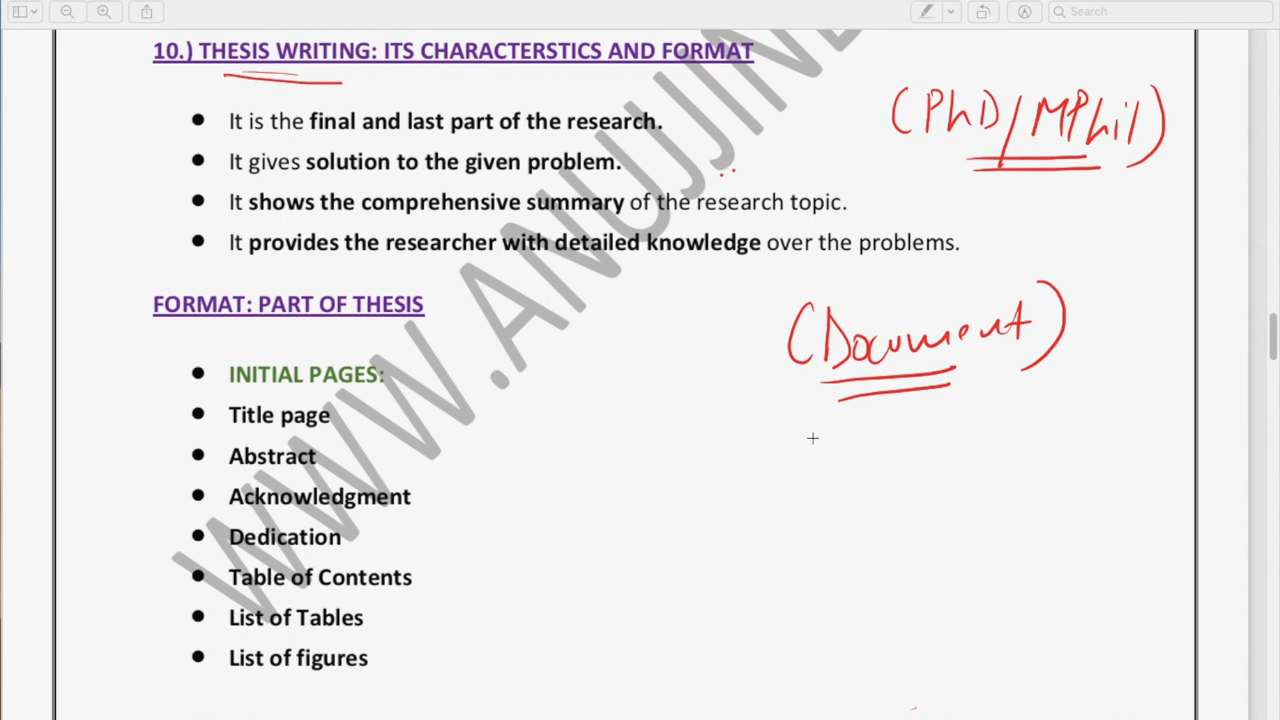 Search
10.) THESIS WRITING: ITS CHARACTERSTICS AND FORMAT
(PhD/MPhil)
● It is the final and last part of the research.
● It gives solution to the given problem.
● It shows the comprehensive summary of the research topic.
● It provides the researcher with detailed knowledge over the problems.
FORMAT: PART OF THESIS
(Document)
● INITIAL PAGES:
● Title page
● Abstract
● Acknowledgment
● Dedication
● Table of Contents
● List of Tables
● List of figures
WWW.ANUJJIN